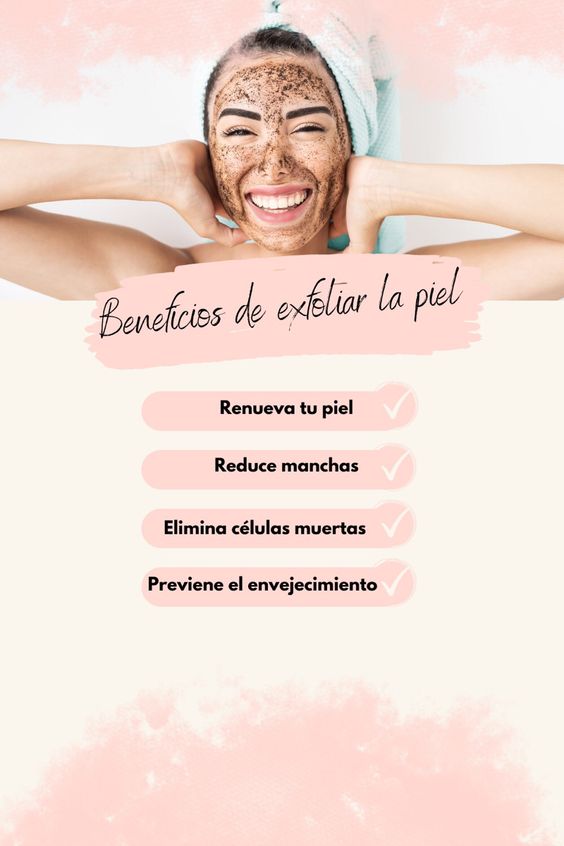 Beneficios de exfoliar la piel
Renueva tu piel
Reduce manchas
Elimina células muertas
Previene el envejecimiento